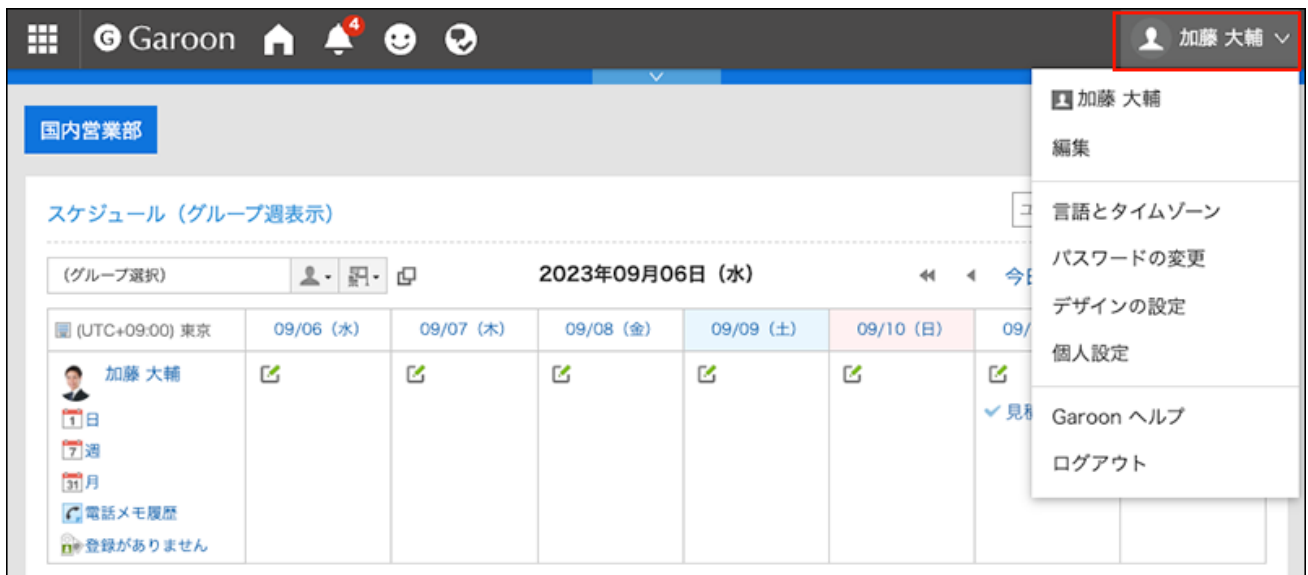 Garoon
4
加藤 大輔
加藤 大輔
編集
言語とタイムゾーン
パスワードの変更
デザインの設定
個人設定
Garoon ヘルプ
ログアウト
国内営業部
スケジュール（グループ週表示）
（グループ選択）
2023年09月06日（水）
(UTC+09:00) 東京
09/06（水）
09/07（木）
09/08（金）
09/09（土）
09/10（日）
09/
加藤 大輔
1 日
7 週
31 月
電話メモ履歴
登録がありません